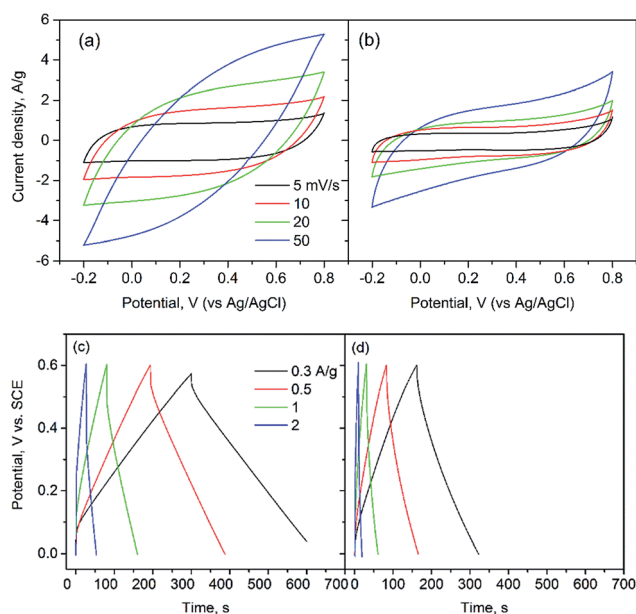 (a)
(b)
6
4
2
0
-2
-4
-6
Current density, A/g
5 mV/s
10
20
50
-0.2 0.0 0.2 0.4 0.6 0.8
-0.2 0.0 0.2 0.4 0.6 0.8
Potential, V (vs Ag/AgCl)
Potential, V (vs Ag/AgCl)
(c)
(d)
0.6
0.4
0.2
0.0
Potential, V vs. SCE
0.3 A/g
0.5
1
2
0 100 200 300 400 500 600 700
0 100 200 300 400 500 600 700
Time, s
Time, s